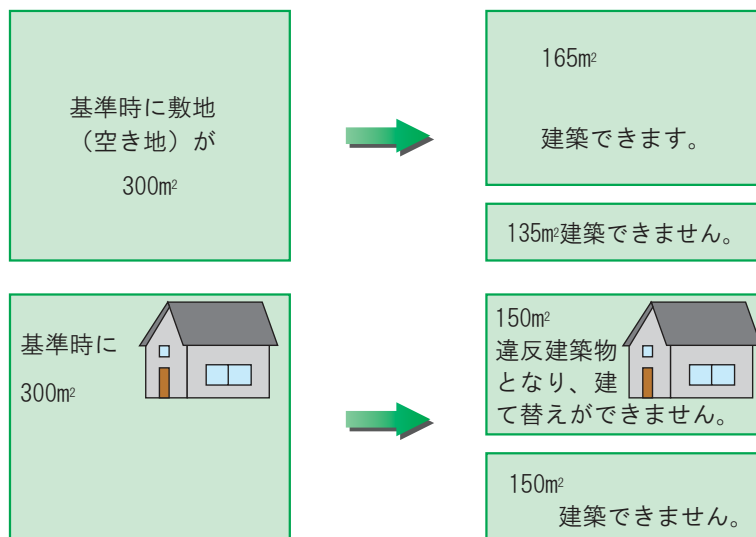 基準時に敷地
（空き地）が
300m²
165m²
建築できます。
135m²建築できません。
基準時に
300m²
150m²
違反建築物
となり、建
て替えができません。
150m²
建築できません。